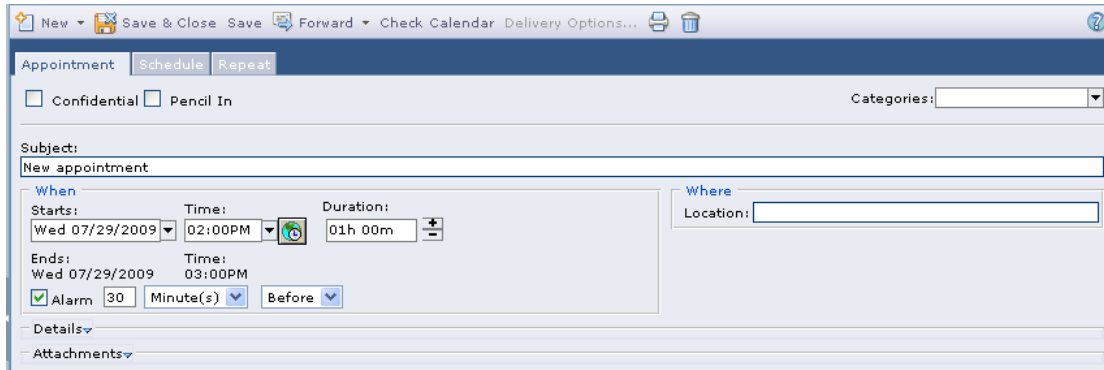 New Save & Close Save Forward Check Calendar Delivery Options...
Appointment Schedule Repeat
Confidential Pencil In Categories:
Subject:
New appointment
When
Starts: Time: Duration:
Wed 07/29/2009 02:00PM 01h 00m
Ends: Time:
Wed 07/29/2009 03:00PM
Alarm 30 Minute(s) Before
Where
Location:
Details
Attachments